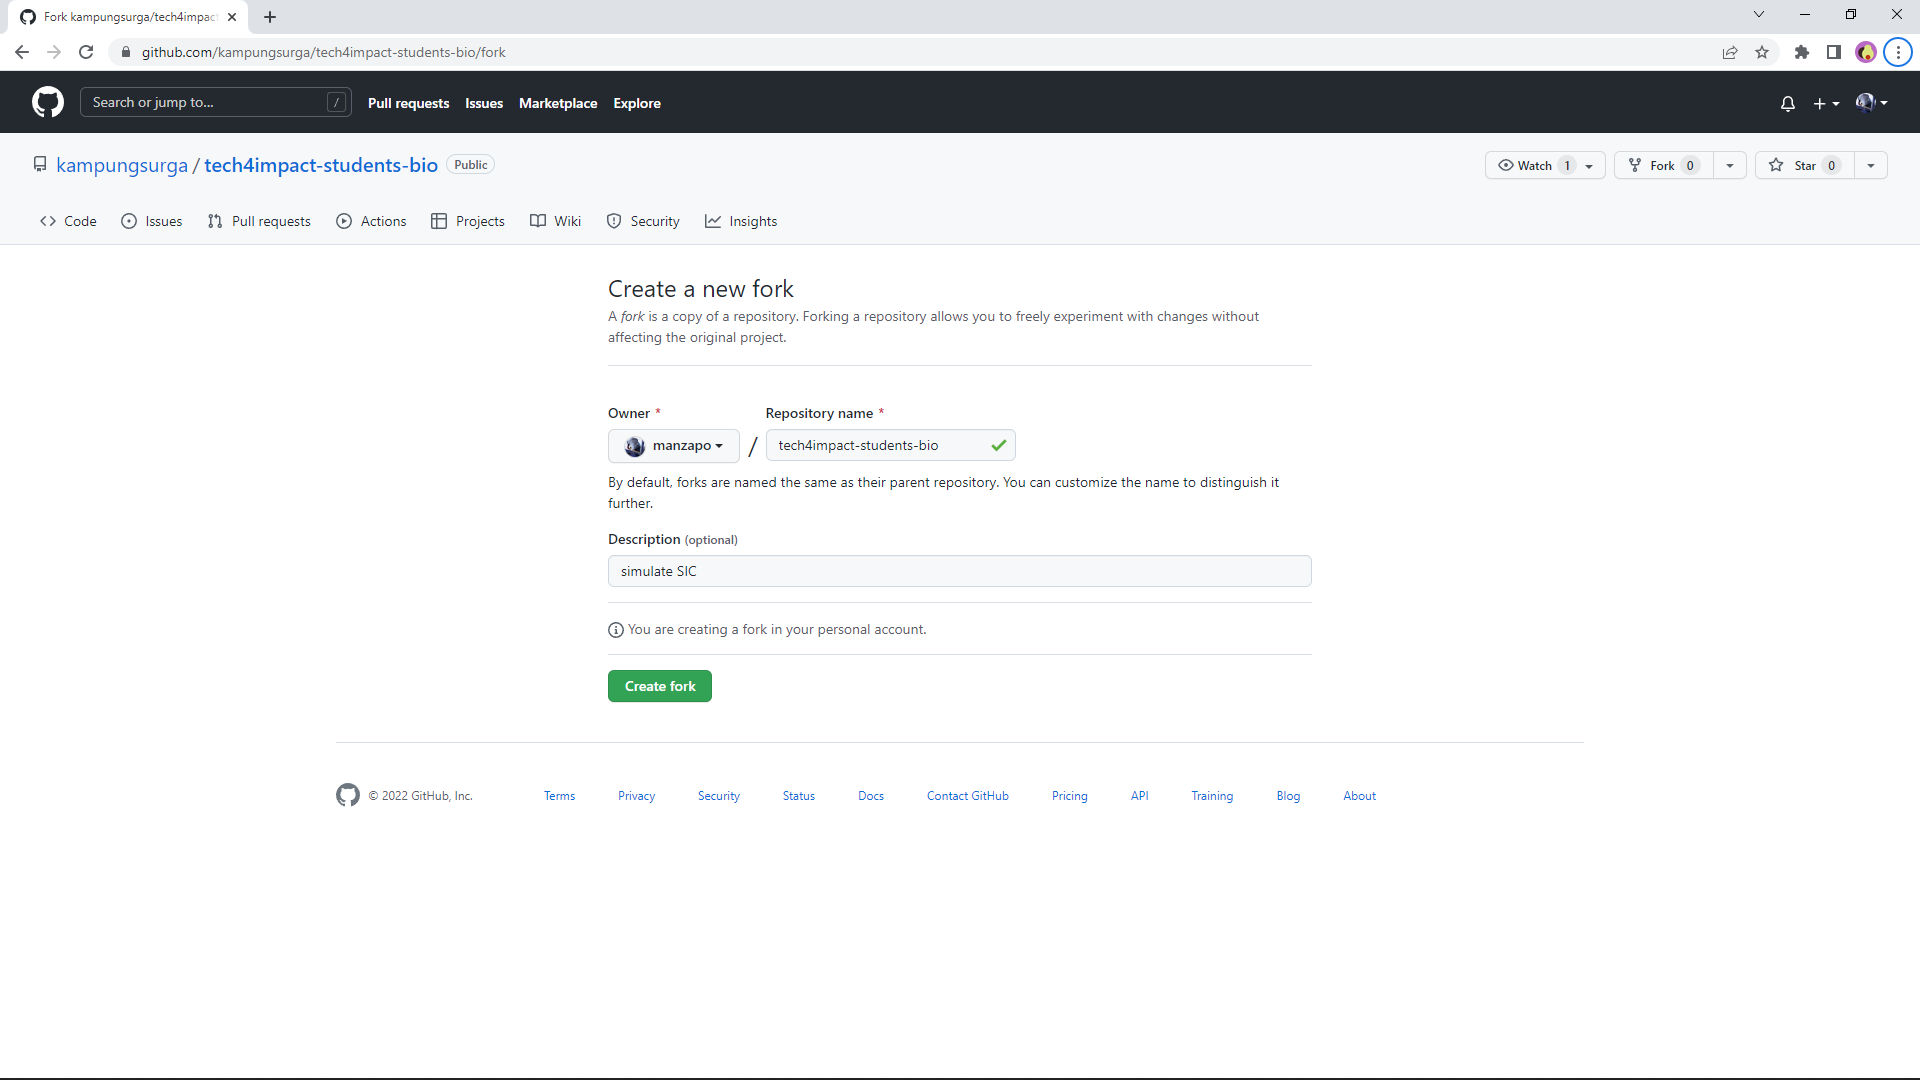 Fork kampungsurga/tech4impact
github.com/kampungsurga/tech4impact-students-bio/fork
Search or jump to... /
Pull requests Issues Marketplace Explore
kampungsurga / tech4impact-students-bio Public
Watch 1 Fork 0 Star 0
Code Issues Pull requests Actions Projects Wiki Security Insights
Create a new fork
A fork is a copy of a repository. Forking a repository allows you to freely experiment with changes without
affecting the original project.
Owner * Repository name *
manzapo / tech4impact-students-bio
By default, forks are named the same as their parent repository. You can customize the name to distinguish it
further.
Description (optional)
simulate SIC
You are creating a fork in your personal account.
Create fork
© 2022 GitHub, Inc. Terms Privacy Security Status Docs Contact GitHub Pricing API Training Blog About